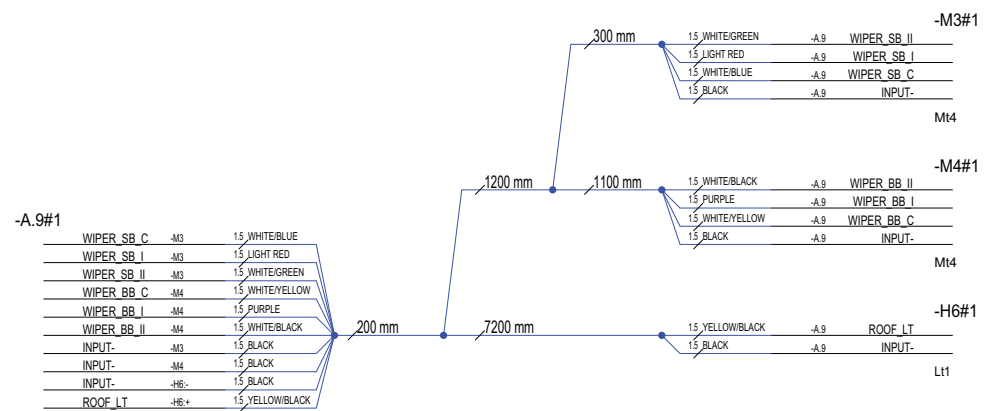 -M3#1
300 mm 1.5 WHITE/GREEN -A.9 WIPER_SB_II
1.5 LIGHT RED -A.9 WIPER_SB_I
1.5 WHITE/BLUE -A.9 WIPER_SB_C
1.5 BLACK -A.9 INPUT-
Mt4
-M4#1
1200 mm 1100 mm 1.5 WHITE/BLACK -A.9 WIPER_BB_II
1.5 PURPLE -A.9 WIPER_BB_I
1.5 WHITE/YELLOW -A.9 WIPER_BB_C
1.5 BLACK -A.9 INPUT-
Mt4
-A.9#1
WIPER_SB_C -M3 1.5 WHITE/BLUE
WIPER_SB_I -M3 1.5 LIGHT RED
WIPER_SB_II -M3 1.5 WHITE/GREEN
WIPER_BB_C -M4 1.5 WHITE/YELLOW
WIPER_BB_I -M4 1.5 PURPLE
WIPER_BB_II -M4 1.5 WHITE/BLACK
INPUT- -M3 1.5 BLACK
INPUT- -M4 1.5 BLACK
INPUT- -H6:- 1.5 BLACK
ROOF_LT -H6:+ 1.5 YELLOW/BLACK
200 mm 7200 mm
-H6#1
1.5 YELLOW/BLACK -A.9 ROOF_LT
1.5 BLACK -A.9 INPUT-
Lt1